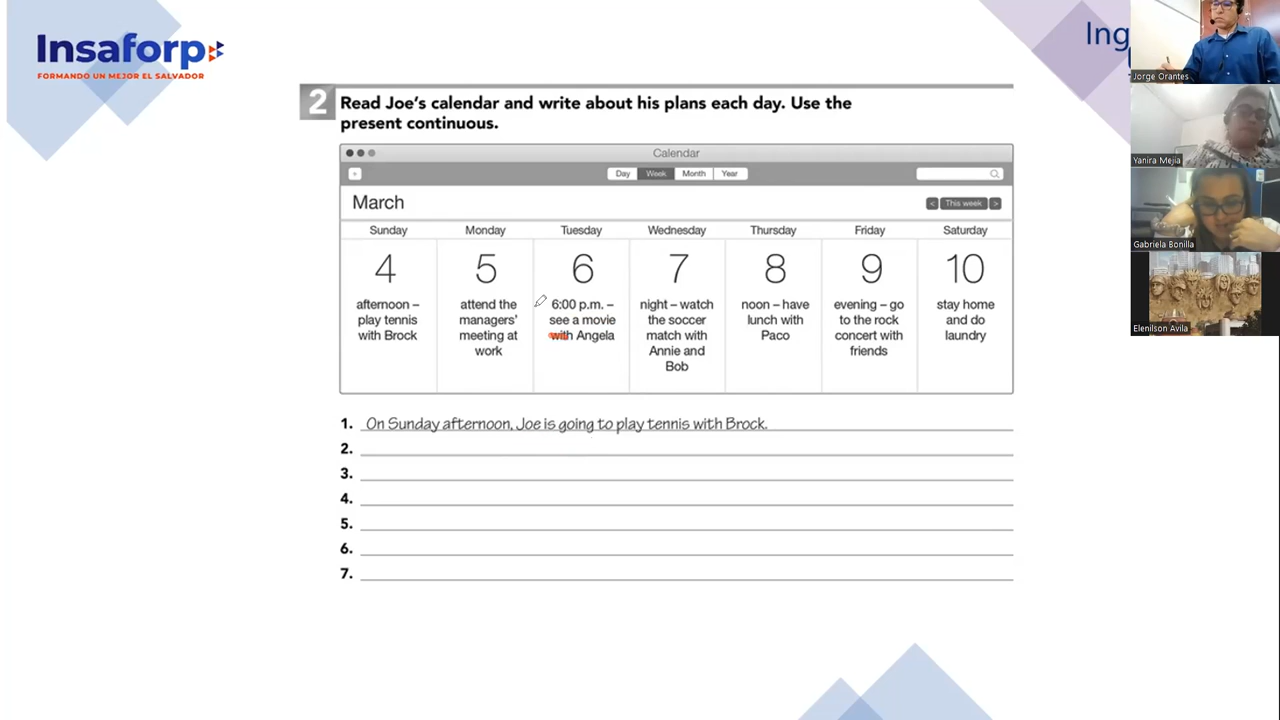 Insaforp
FORMANDO UN MEJOR EL SALVADOR
Ing
Jorge Orantes
Yanira Mejia
Gabriela Bonilla
Elenilson Avila
2 Read Joe's calendar and write about his plans each day. Use the
present continuous.
Calendar
+ Day Week Month Year
March < This week >
Sunday Monday Tuesday Wednesday Thursday Friday Saturday
4 5 6 7 8 9 10
afternoon –
play tennis
with Brock
attend the
managers'
meeting at
work
6:00 p.m. –
see a movie
with Angela
night – watch
the soccer
match with
Annie and
Bob
noon – have
lunch with
Paco
evening – go
to the rock
concert with
friends
stay home
and do
laundry
1. On Sunday afternoon, Joe is going to play tennis with Brock.
2.
3.
4.
5.
6.
7.